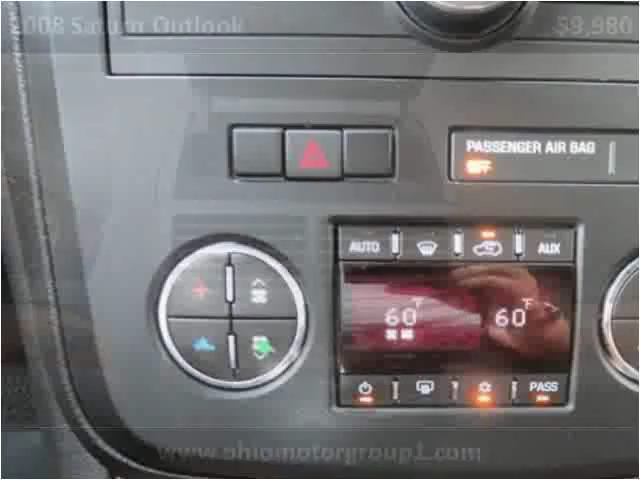 2008 Saturn Outlook $9,980
PASSENGER AIR BAG
OFF
AUTO AUX
60°F 60°F
PASS
www.ohiomotorgroup1.com